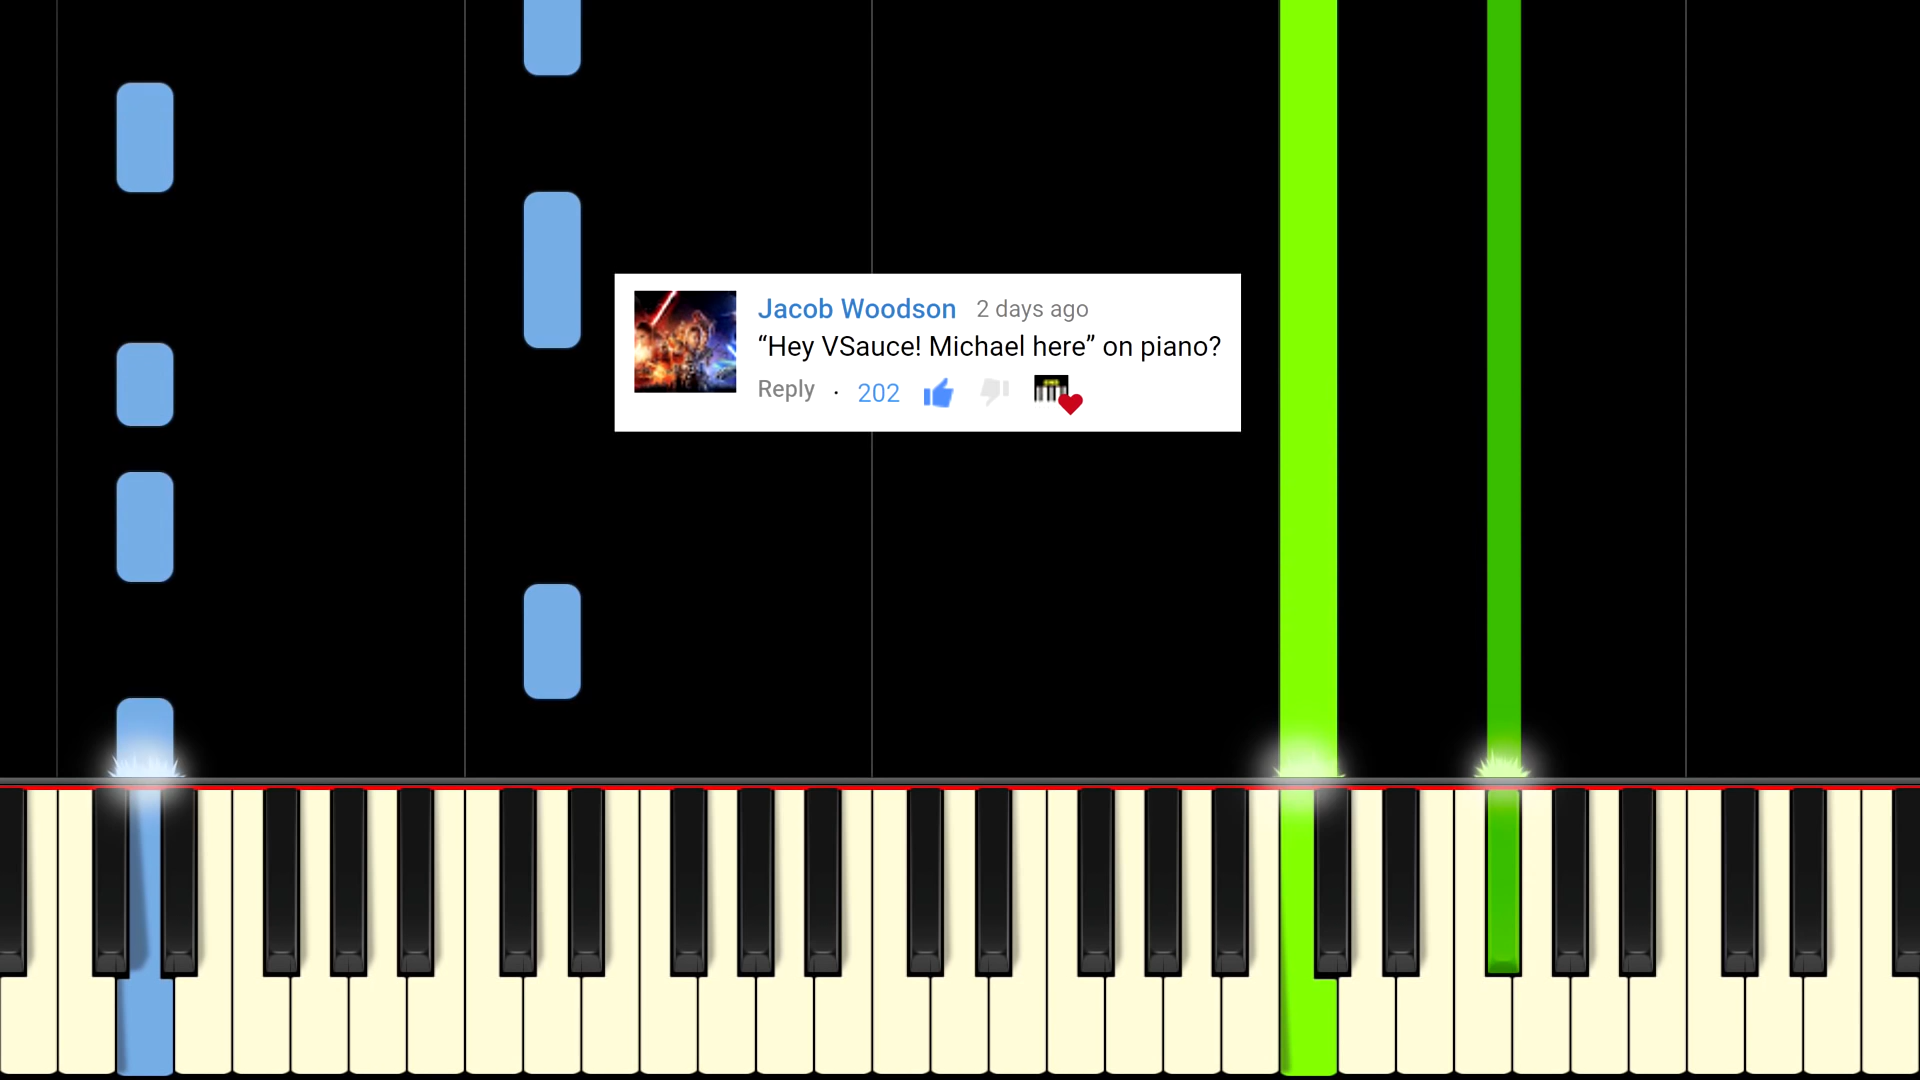 Jacob Woodson 2 days ago
“Hey VSauce! Michael here” on piano?
Reply · 202